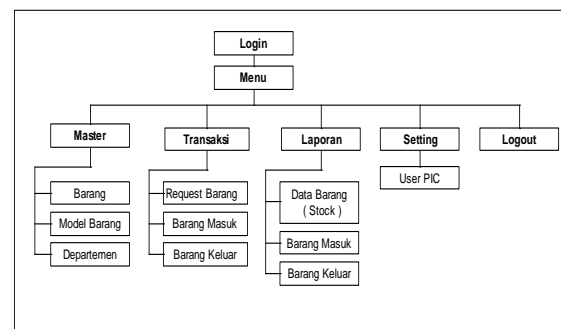 Login
Menu
Master
Transaksi
Laporan
Setting
Logout
Barang
Model Barang
Departemen
Request Barang
Barang Masuk
Barang Keluar
Data Barang
( Stock )
Barang Masuk
Barang Keluar
User PIC